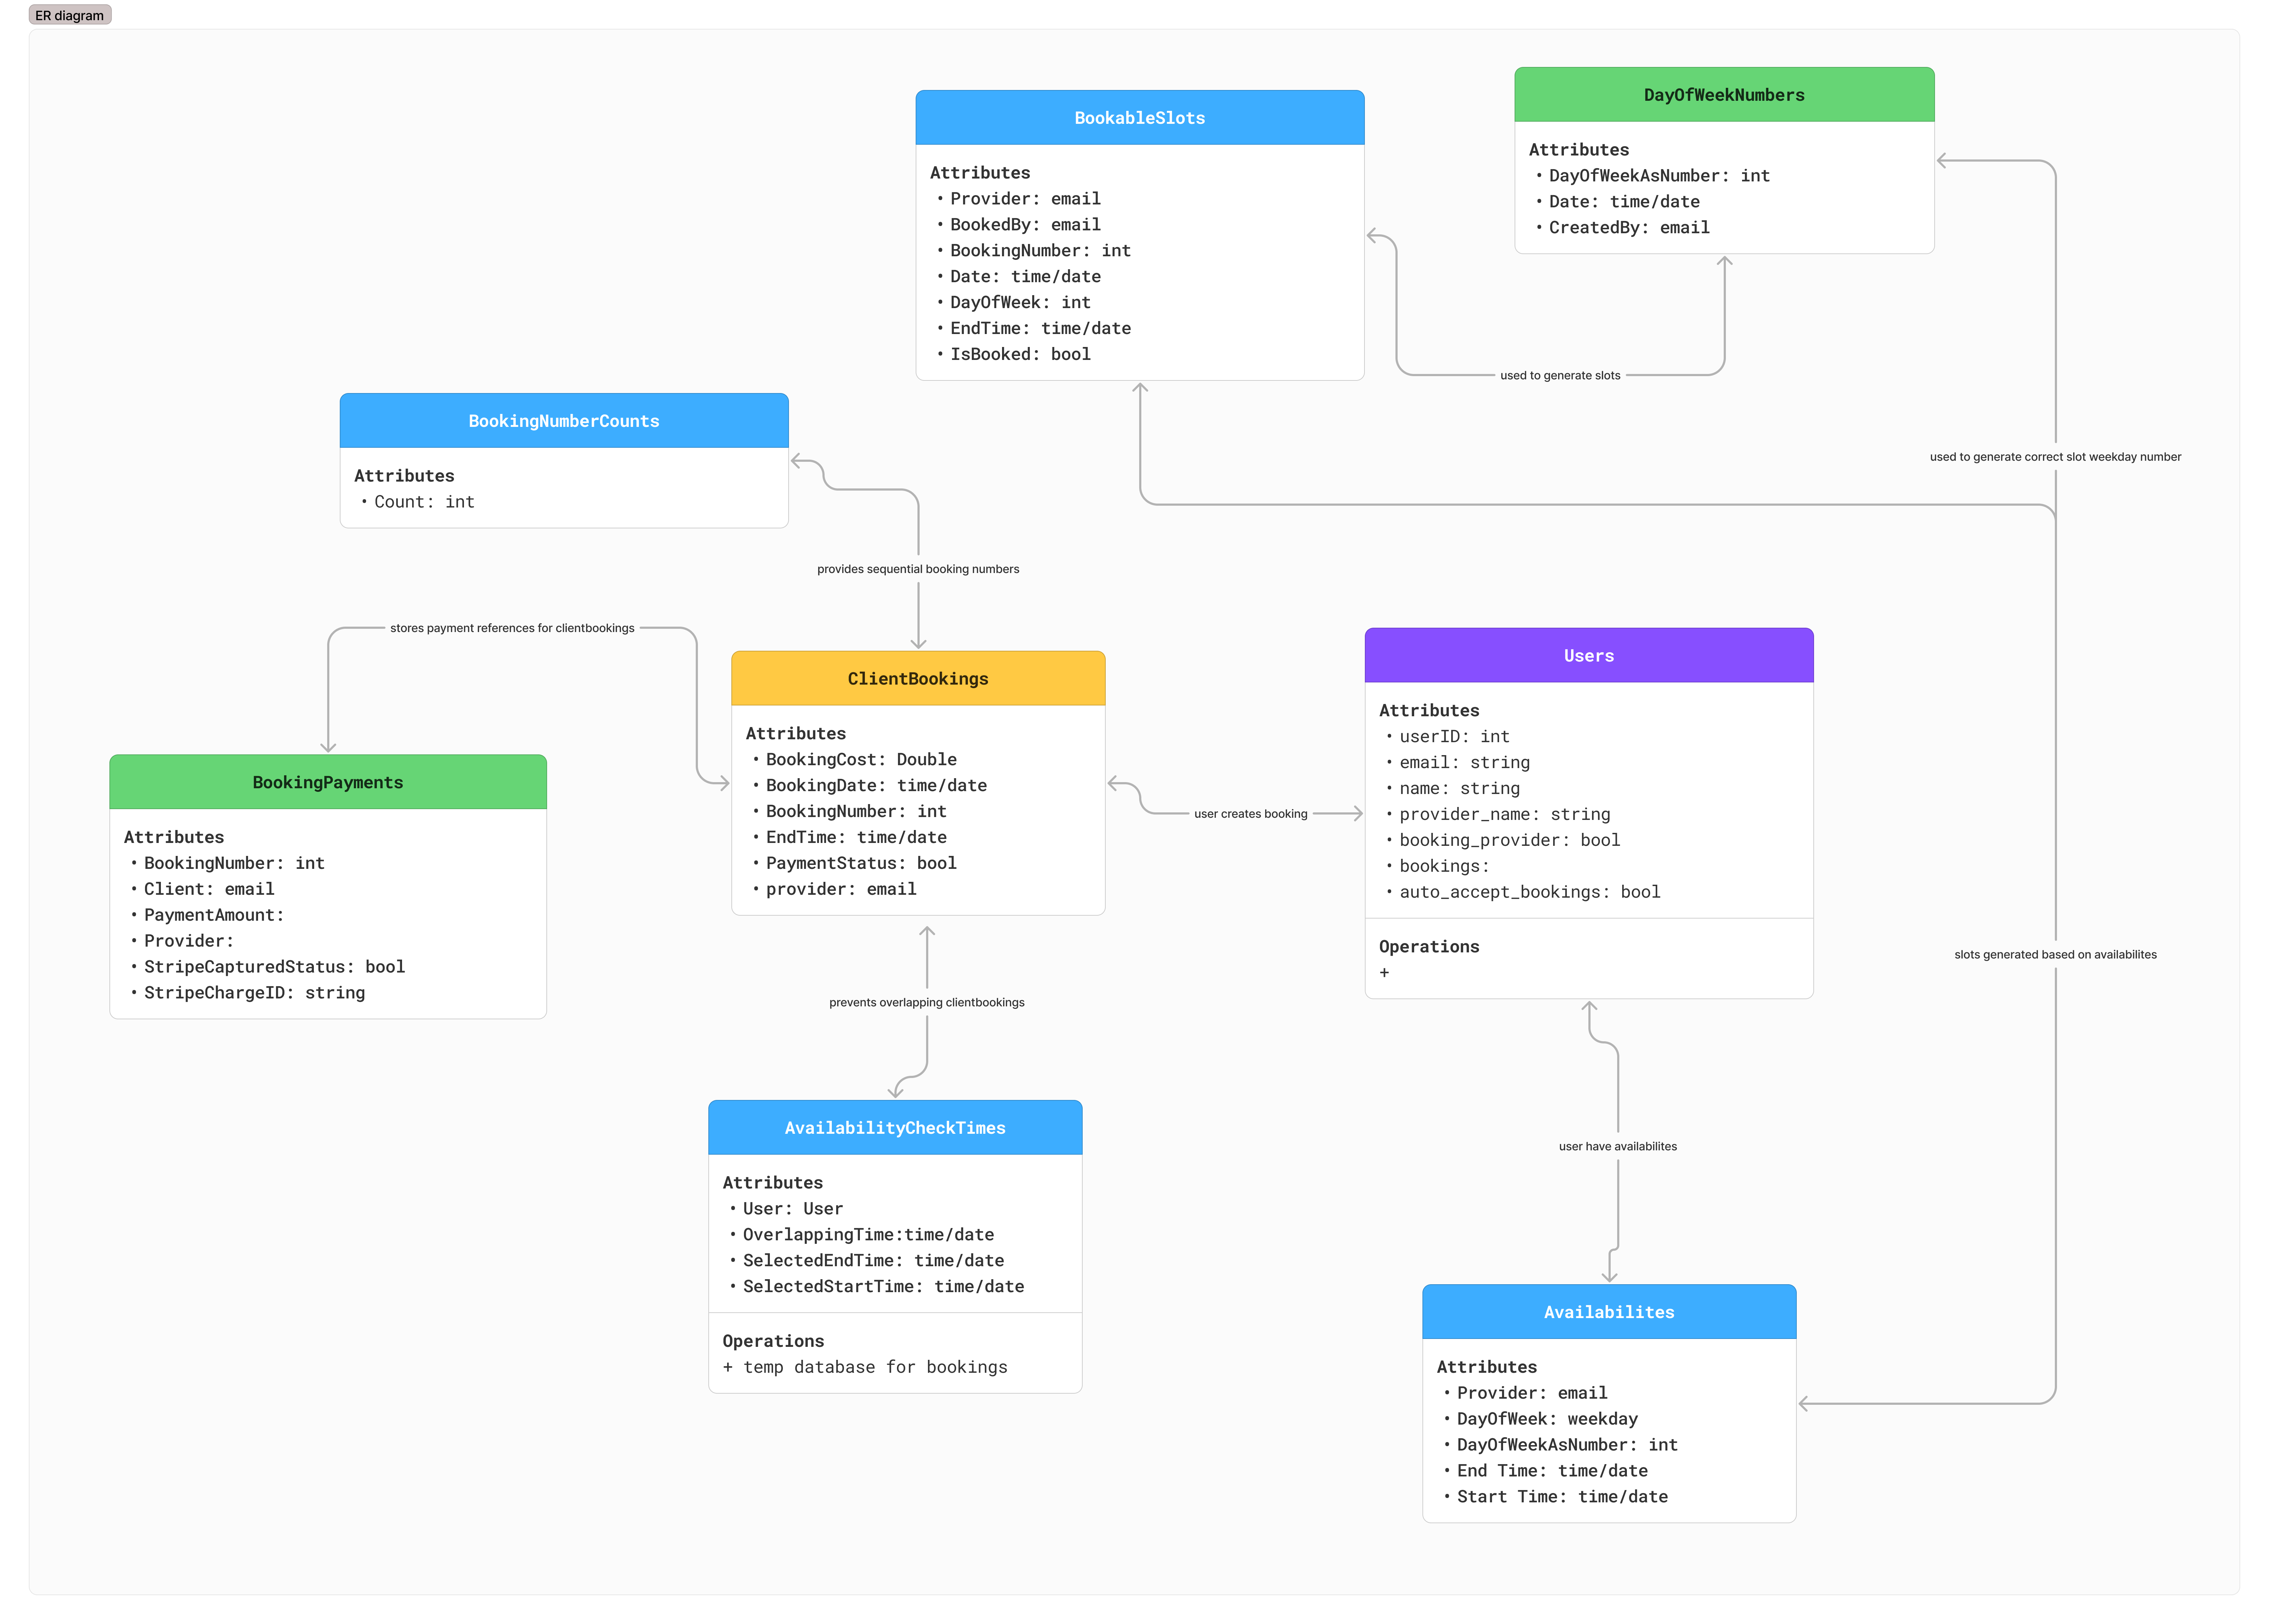 ER diagram
BookableSlots
Attributes
• Provider: email
• BookedBy: email
• BookingNumber: int
• Date: time/date
• DayOfWeek: int
• EndTime: time/date
• IsBooked: bool
DayOfWeekNumbers
Attributes
• DayOfWeekAsNumber: int
• Date: time/date
• CreatedBy: email
used to generate slots
BookingNumberCounts
Attributes
• Count: int
used to generate correct slot weekday number
provides sequential booking numbers
stores payment references for clientbookings
ClientBookings
Attributes
• BookingCost: Double
• BookingDate: time/date
• BookingNumber: int
• EndTime: time/date
• PaymentStatus: bool
• provider: email
Users
Attributes
• userID: int
• email: string
• name: string
• provider_name: string
• booking_provider: bool
• bookings:
• auto_accept_bookings: bool
Operations
+
user creates booking
BookingPayments
Attributes
• BookingNumber: int
• Client: email
• PaymentAmount:
• Provider:
• StripeCapturedStatus: bool
• StripeChargeID: string
slots generated based on availabilites
prevents overlapping clientbookings
AvailabilityCheckTimes
Attributes
• User: User
• OverlappingTime:time/date
• SelectedEndTime: time/date
• SelectedStartTime: time/date
Operations
+ temp database for bookings
user have availabilites
Availabilites
Attributes
• Provider: email
• DayOfWeek: weekday
• DayOfWeekAsNumber: int
• End Time: time/date
• Start Time: time/date